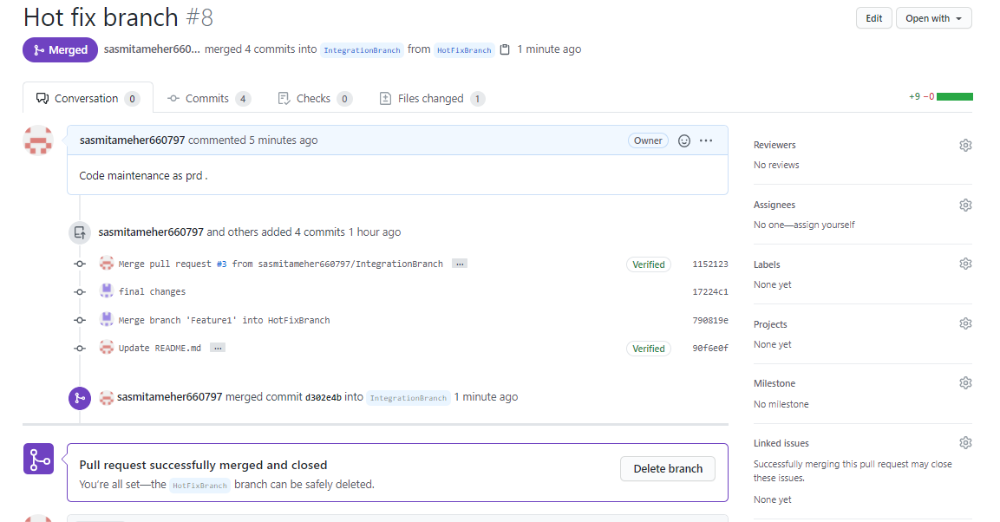 Hot fix branch #8
Edit
Open with
Merged
sasmitameher660... merged 4 commits into IntegrationBranch from HotFixBranch 1 minute ago
Conversation 0
Commits 4
Checks 0
Files changed 1
+9 −0
sasmitameher660797 commented 5 minutes ago
Owner
Code maintenance as prd .
sasmitameher660797 and others added 4 commits 1 hour ago
Merge pull request #3 from sasmitameher660797/IntegrationBranch ... Verified 1152123
final changes 17224c1
Merge branch 'Feature1' into HotFixBranch 790819e
Update README.md ... Verified 90f6e0f
sasmitameher660797 merged commit d302e4b into IntegrationBranch 1 minute ago
Pull request successfully merged and closed
You're all set—the HotFixBranch branch can be safely deleted.
Delete branch
Reviewers
No reviews
Assignees
No one—assign yourself
Labels
None yet
Projects
None yet
Milestone
No milestone
Linked issues
Successfully merging this pull request may close
these issues.
None yet